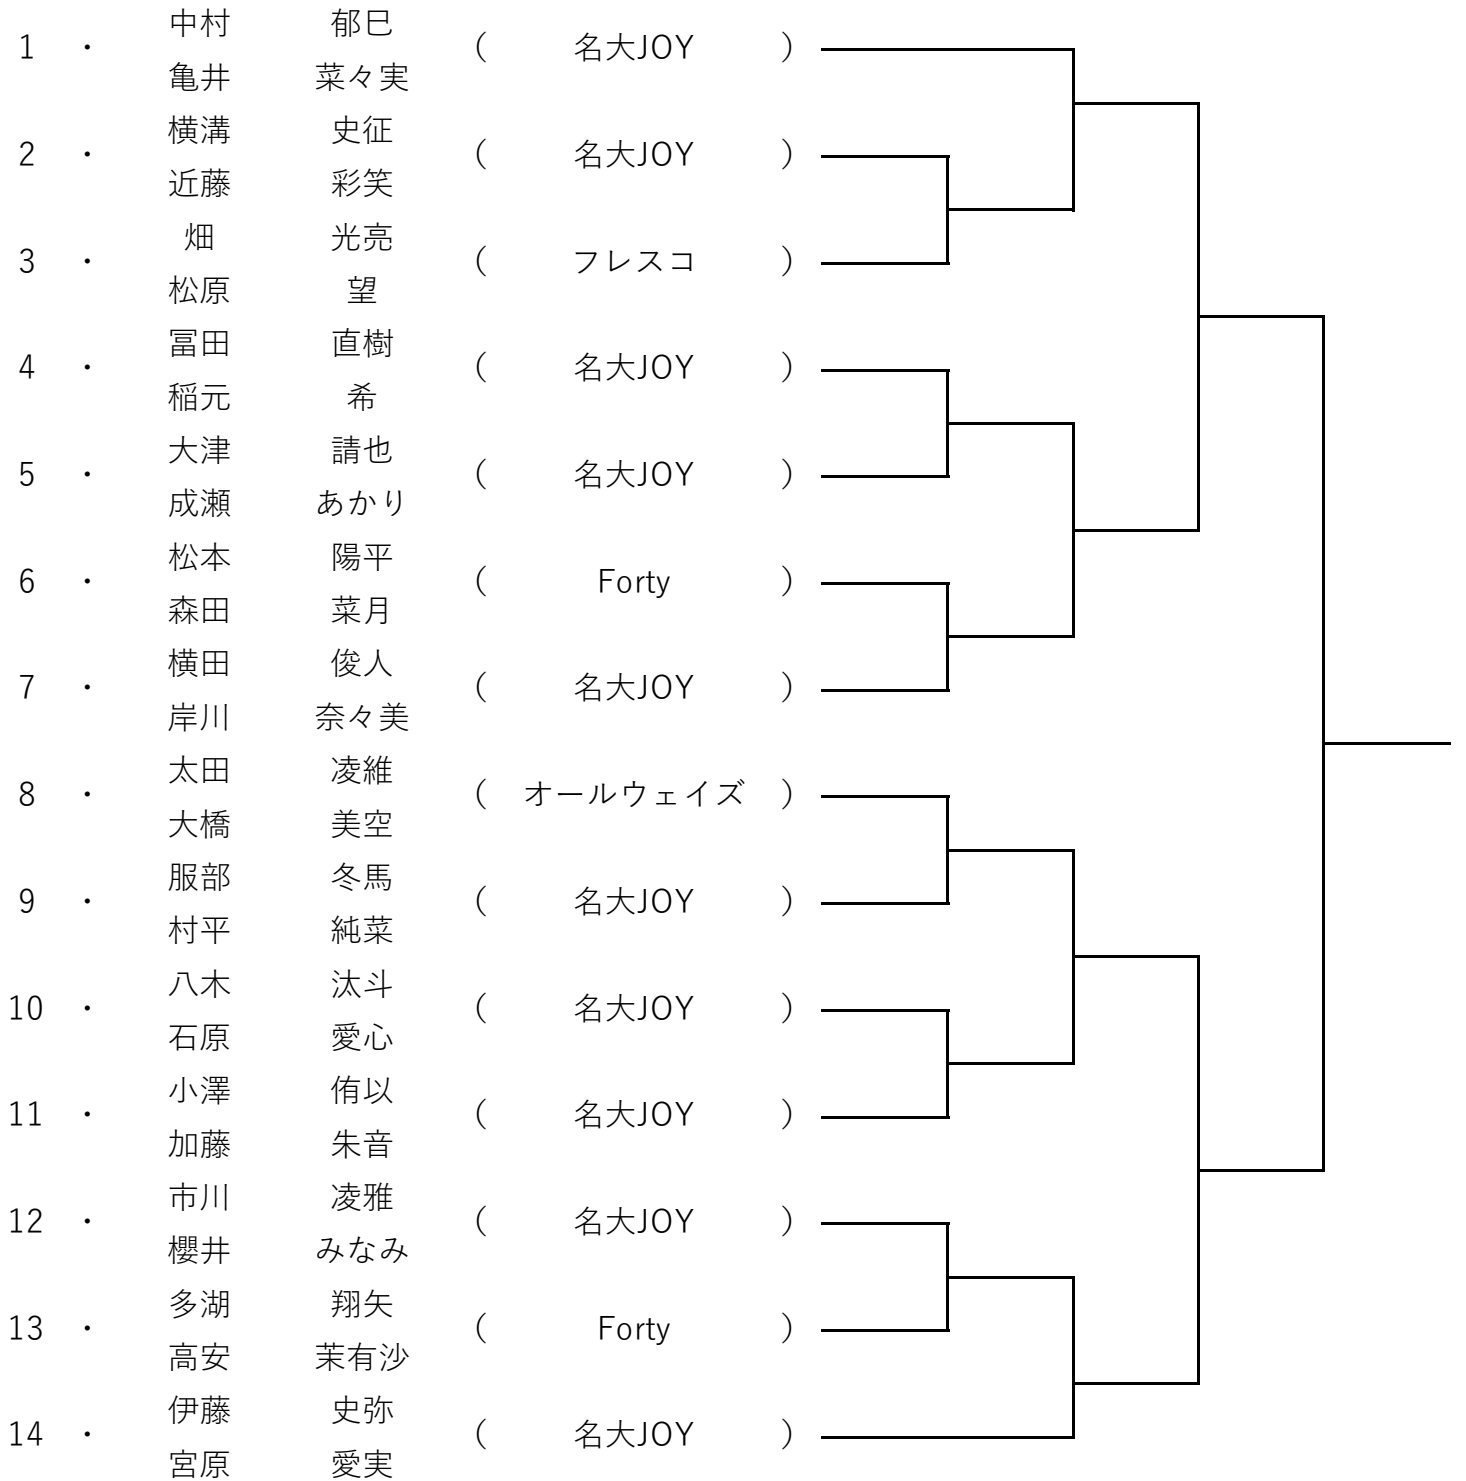 中村 郁巳
1 ・ ( 名大JOY )
亀井 菜々実
横溝 史征
2 ・ ( 名大JOY )
近藤 彩笑
畑 光亮
3 ・ ( フレスコ )
松原 望
冨田 直樹
4 ・ ( 名大JOY )
稲元 希
大津 請也
5 ・ ( 名大JOY )
成瀬 あかり
松本 陽平
6 ・ ( Forty )
森田 菜月
横田 俊人
7 ・ ( 名大JOY )
岸川 奈々美
太田 凌維
8 ・ ( オールウェイズ )
大橋 美空
服部 冬馬
9 ・ ( 名大JOY )
村平 純菜
八木 汰斗
10 ・ ( 名大JOY )
石原 愛心
小澤 侑以
11 ・ ( 名大JOY )
加藤 朱音
市川 凌雅
12 ・ ( 名大JOY )
櫻井 みなみ
多湖 翔矢
13 ・ ( Forty )
高安 茉有沙
伊藤 史弥
14 ・ ( 名大JOY )
宮原 愛実